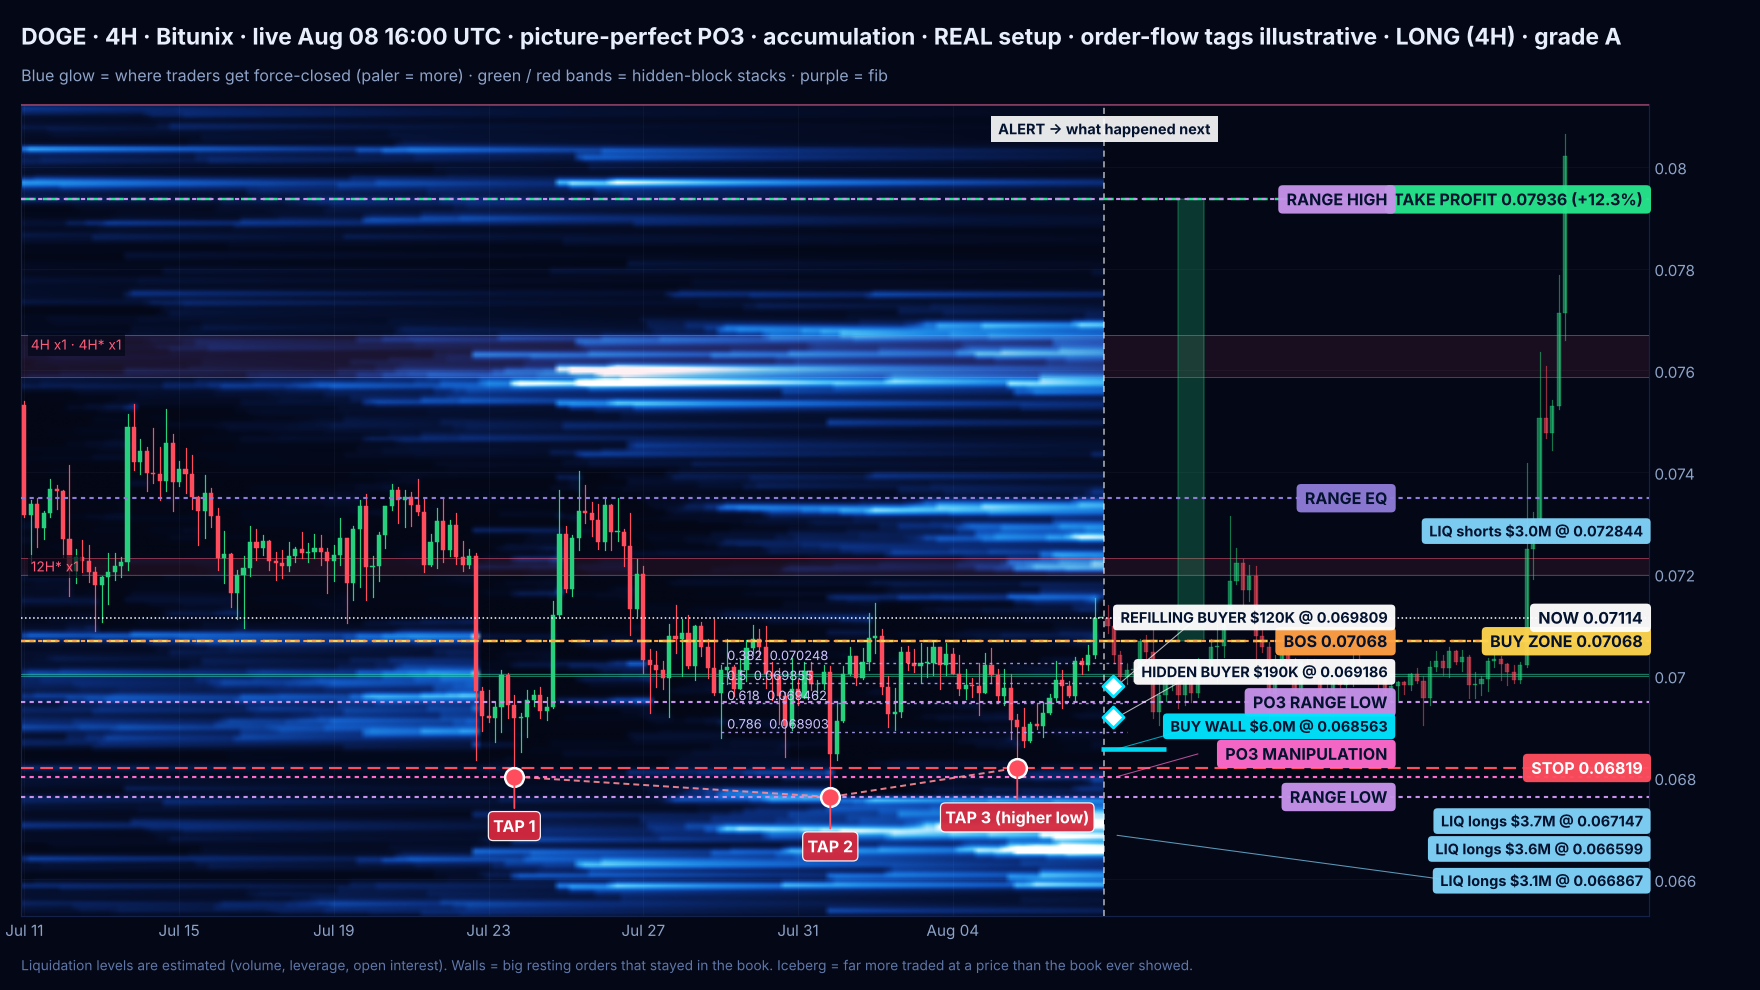 DOGE · 4H · Bitunix · live Aug 08 16:00 UTC · picture-perfect PO3 · accumulation · REAL setup · order-flow tags illustrative · LONG (4H) · grade A
Blue glow = where traders get force-closed (paler = more) · green / red bands = hidden-block stacks · purple = fib
ALERT → what happened next
0.08
RANGE HIGH
TAKE PROFIT 0.07936 (+12.3%)
0.078
4H x1 · 4H* x1
0.076
0.074
RANGE EQ
LIQ shorts $3.0M @ 0.072844
12H* x1
0.072
REFILLING BUYER $120K @ 0.069809
NOW 0.07114
BOS 0.07068
BUY ZONE 0.07068
0.382 0.070248
HIDDEN BUYER $190K @ 0.069186
0.5 0.069855
0.07
0.618 0.069462
PO3 RANGE LOW
0.786 0.068903
BUY WALL $6.0M @ 0.068563
PO3 MANIPULATION
STOP 0.06819
0.068
RANGE LOW
TAP 1
TAP 2
TAP 3 (higher low)
LIQ longs $3.7M @ 0.067147
LIQ longs $3.6M @ 0.066599
LIQ longs $3.1M @ 0.066867
0.066
Jul 11
Jul 15
Jul 19
Jul 23
Jul 27
Jul 31
Aug 04
Liquidation levels are estimated (volume, leverage, open interest). Walls = big resting orders that stayed in the book. Iceberg = far more traded at a price than the book ever showed.